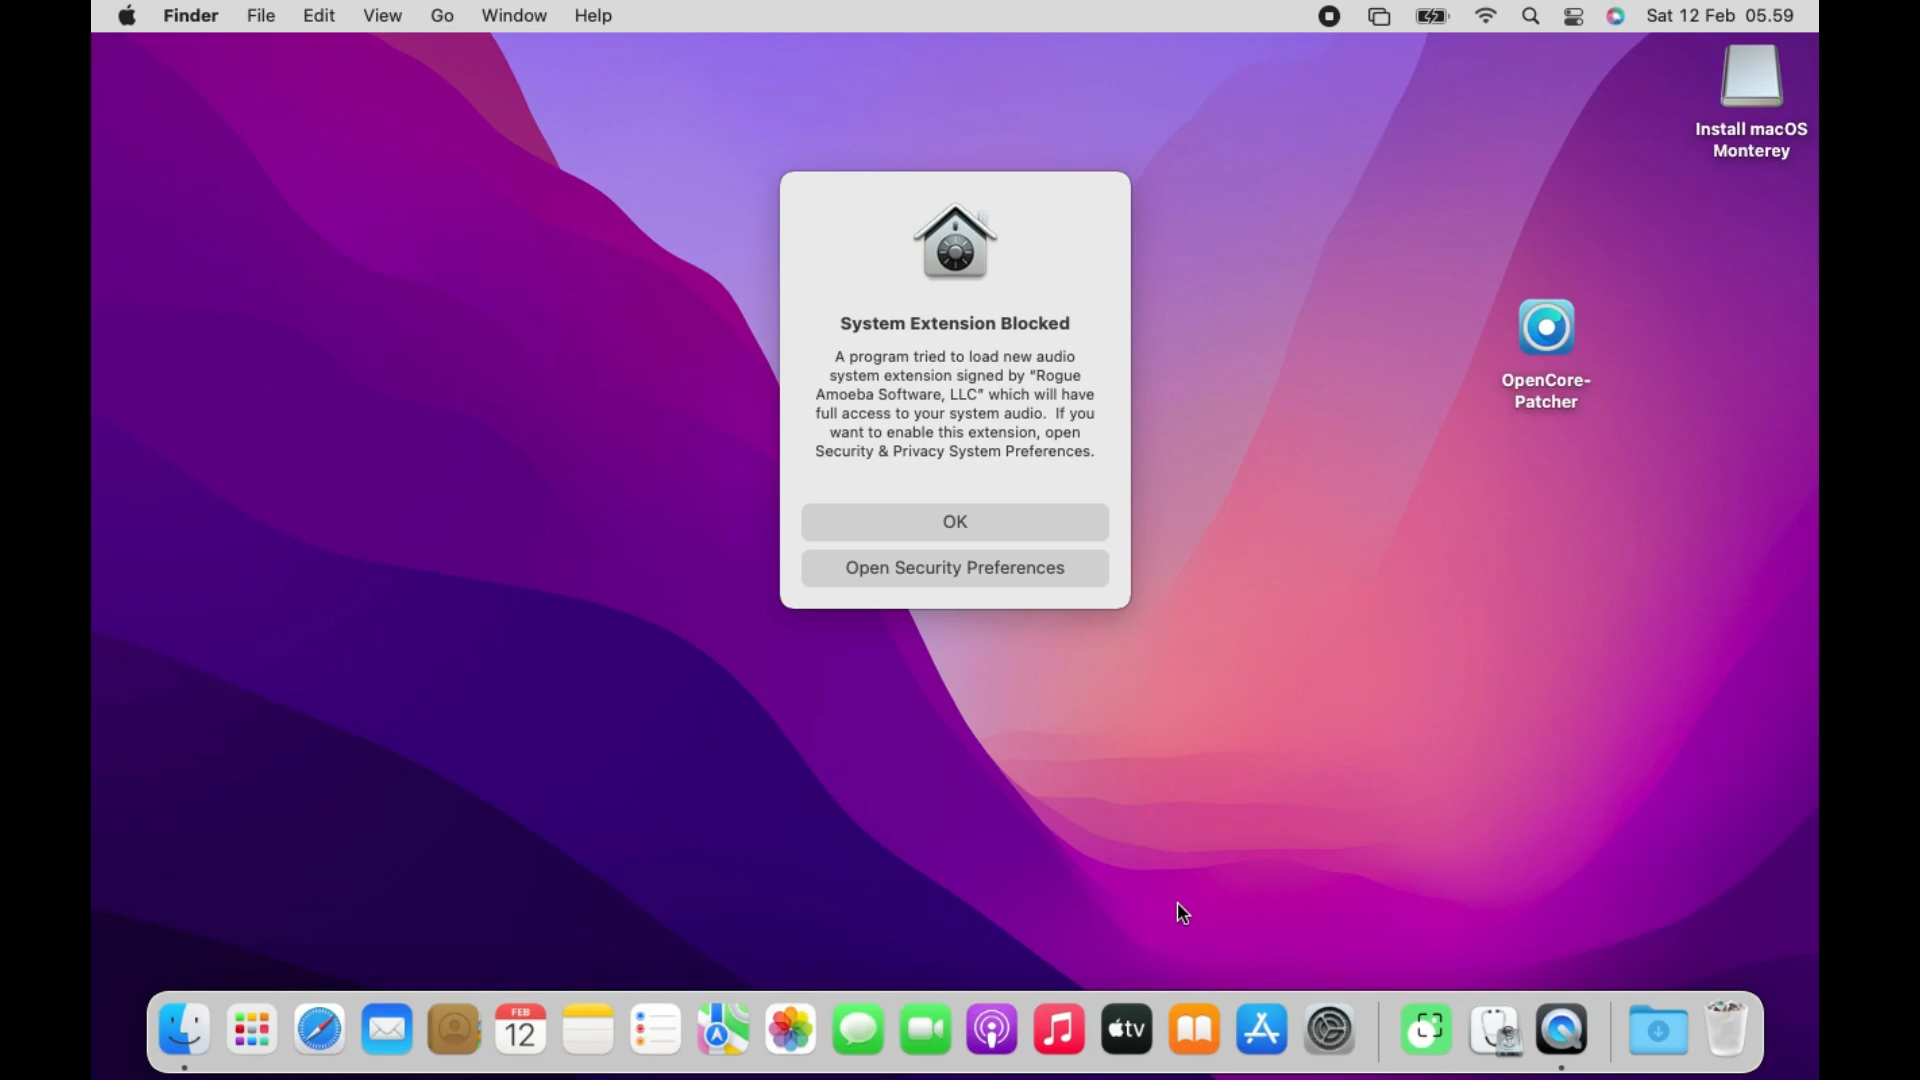 Finder File Edit View Go Window Help Sat 12 Feb 05.59
Install macOS
Monterey
System Extension Blocked
A program tried to load new audio
system extension signed by “Rogue
Amoeba Software, LLC” which will have
full access to your system audio. If you
want to enable this extension, open
Security & Privacy System Preferences.
OK
Open Security Preferences
OpenCore-
Patcher
FEB
12
tv